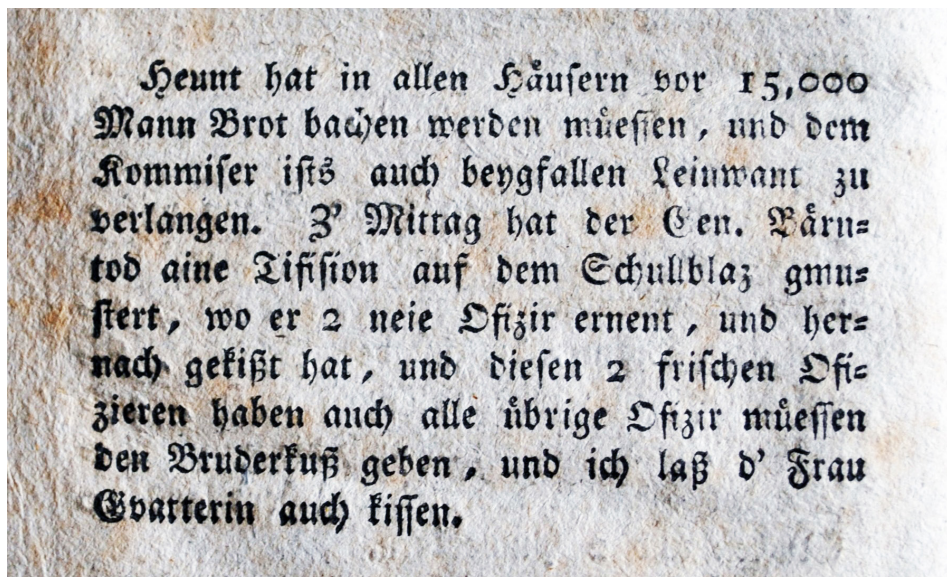 Heunt hat in allen Häusern vor 15,000
Mann Brot bachen werden müessen, und dem
Kommiser ists auch beygfallen Leinwant zu
verlangen. Z' Mittag hat der Gen. Bärn-
tod aine Tifision auf dem Schullblaz gmu-
stert, wo er 2 neie Ofizir ernent, und her-
nach gekißt hat, und diesen 2 frischen Ofi-
zieren haben auch alle übrige Ofizir müessen
den Bruderkuß geben, und ich laß d' Frau
Gvatterin auch kissen.